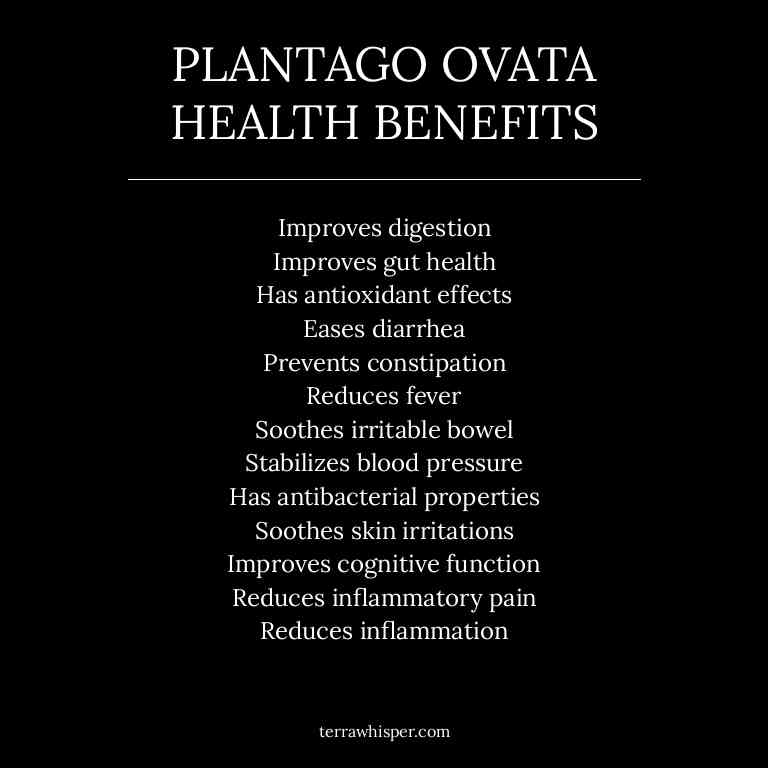 PLANTAGO OVATA
HEALTH BENEFITS
Improves digestion
Improves gut health
Has antioxidant effects
Eases diarrhea
Prevents constipation
Reduces fever
Soothes irritable bowel
Stabilizes blood pressure
Has antibacterial properties
Soothes skin irritations
Improves cognitive function
Reduces inflammatory pain
Reduces inflammation
terrawhisper.com